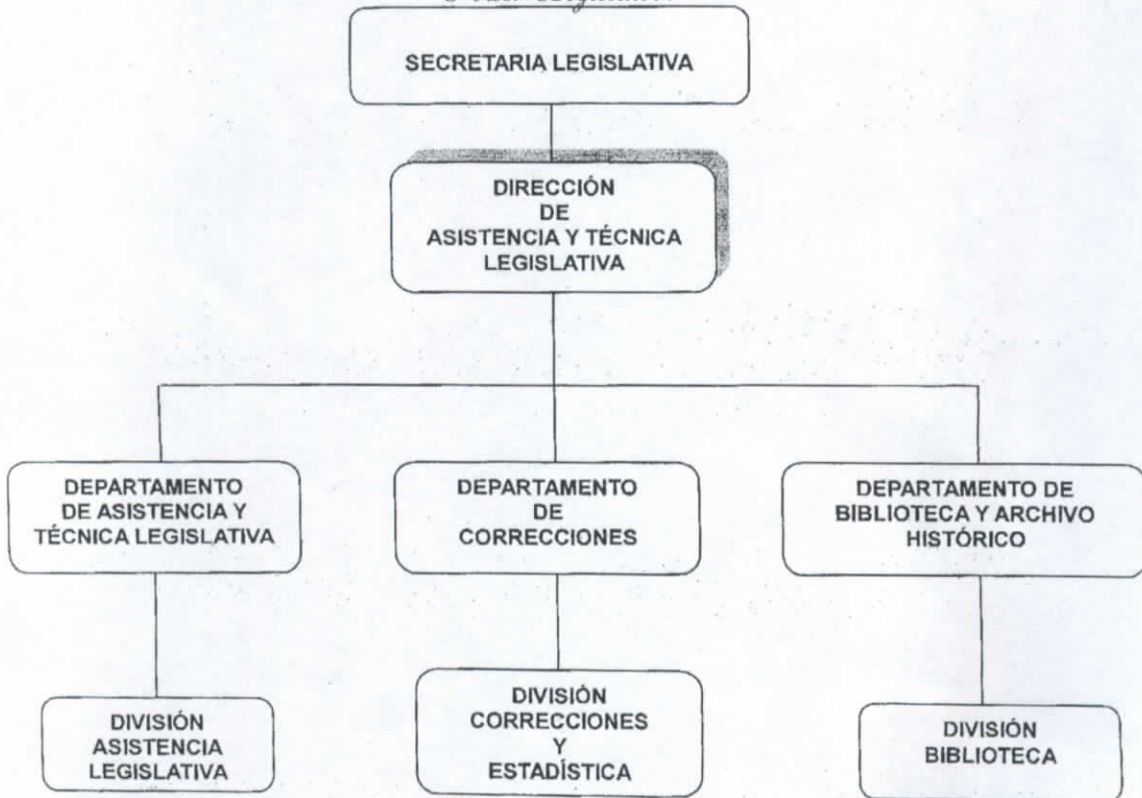 SECRETARIA LEGISLATIVA
DIRECCIÓN
DE
ASISTENCIA Y TÉCNICA
LEGISLATIVA
DEPARTAMENTO
DE ASISTENCIA Y
TÉCNICA LEGISLATIVA
DEPARTAMENTO
DE
CORRECCIONES
DEPARTAMENTO DE
BIBLIOTECA Y ARCHIVO
HISTÓRICO
DIVISIÓN
ASISTENCIA
LEGISLATIVA
DIVISIÓN
CORRECCIONES
Y
ESTADÍSTICA
DIVISIÓN
BIBLIOTECA